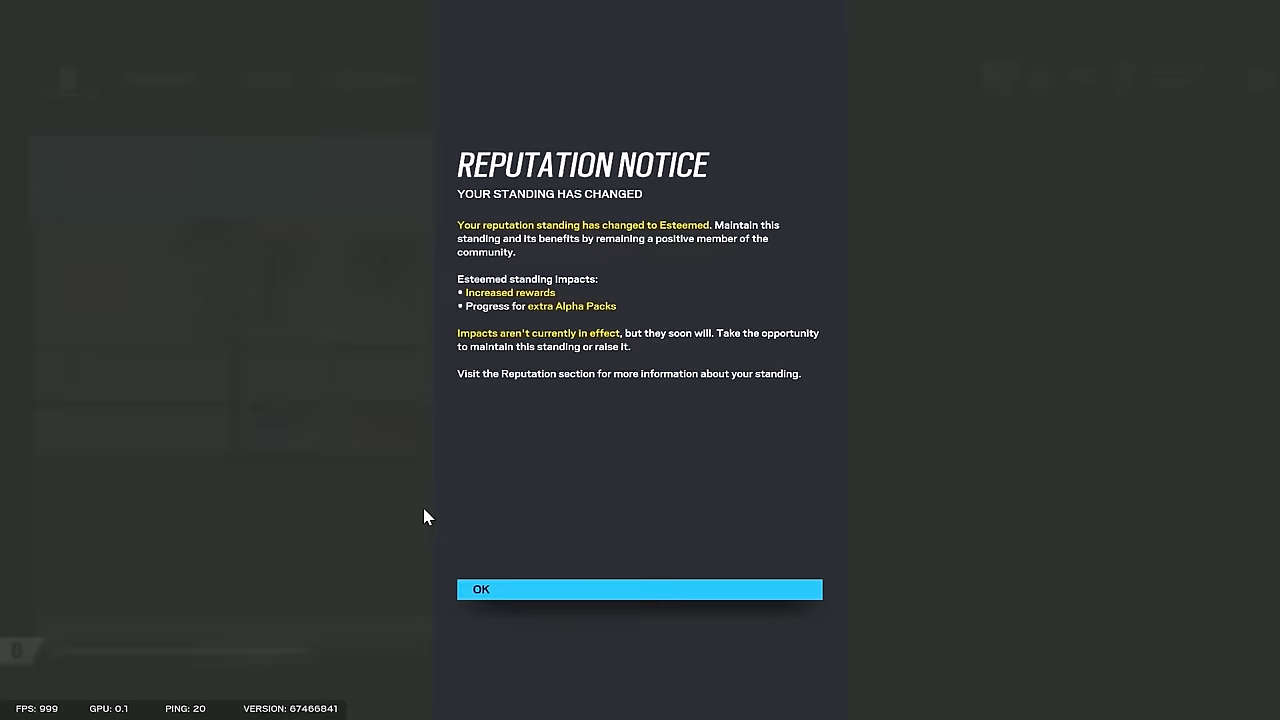 REPUTATION NOTICE
YOUR STANDING HAS CHANGED
Your reputation standing has changed to Esteemed. Maintain this
standing and its benefits by remaining a positive member of the
community.
Esteemed standing impacts:
• Increased rewards
• Progress for extra Alpha Packs
Impacts aren't currently in effect, but they soon will. Take the opportunity
to maintain this standing or raise it.
Visit the Reputation section for more information about your standing.
OK
6
FPS: 999 GPU: 0.1 PING: 20 VERSION: 67466841